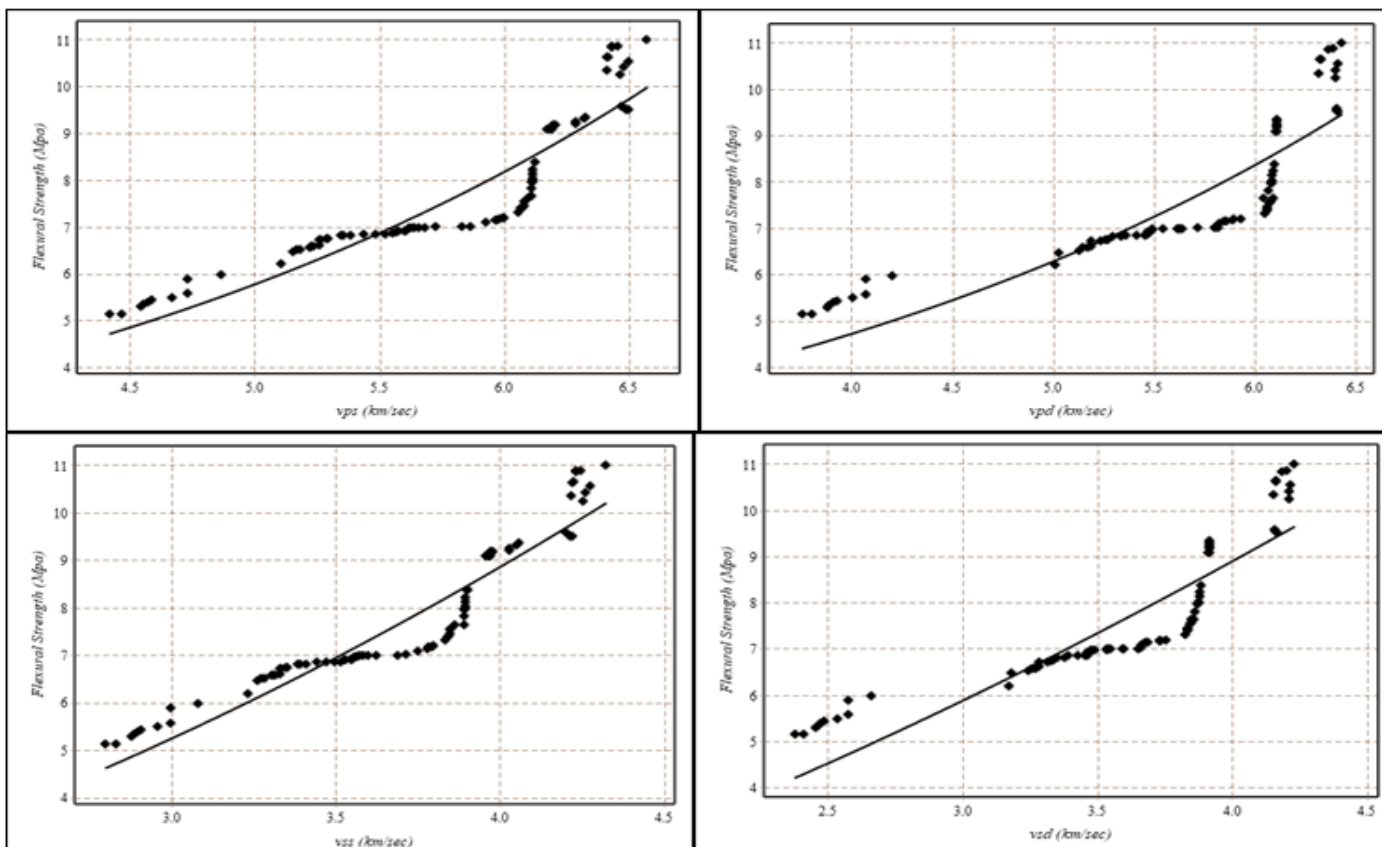 Flexural Strength (Mpa)
11
10
9
8
7
6
5
4
4.5 5.0 5.5 6.0 6.5
vps (km/sec)
Flexural Strength (Mpa)
11
10
9
8
7
6
5
4
4.0 5.0 5.5 6.0 6.5
vpd (km/sec)
Flexural Strength (Mpa)
11
10
9
8
7
6
5
4
3.0 3.5 4.0 4.5
vss (km/sec)
Flexural Strength (Mpa)
11
10
9
8
7
6
5
4
2.5 3.0 3.5 4.0 4.5
vsd (km/sec)